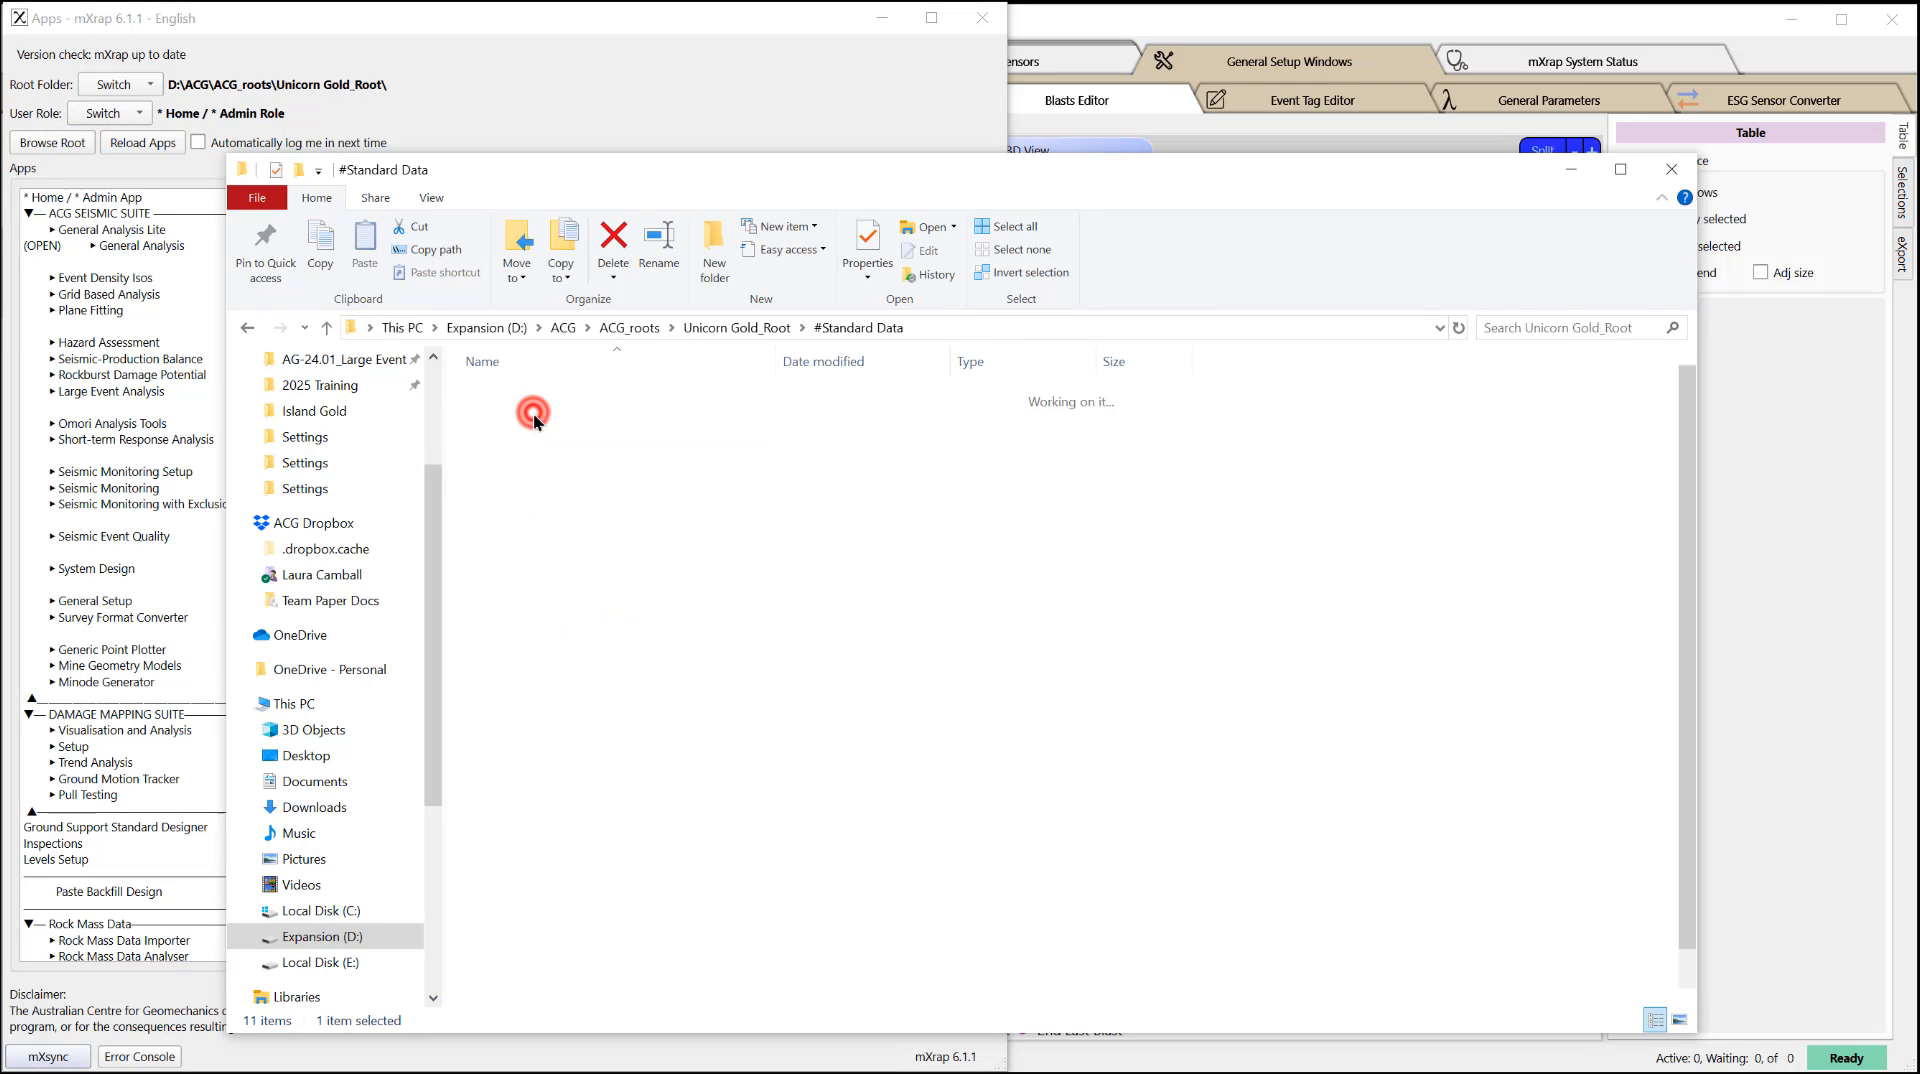 Apps - mXrap 6.1.1 - English
Version check: mXrap up to date
Root Folder: Switch D:\ACG\ACG_roots\Unicorn Gold_Root\
User Role: Switch * Home / * Admin Role
Browse Root Reload Apps Automatically log me in next time
Apps
* Home / * Admin App
ACG SEISMIC SUITE
General Analysis Lite
(OPEN) General Analysis
Event Density Isos
Grid Based Analysis
Plane Fitting
Hazard Assessment
Seismic-Production Balance
Rockburst Damage Potential
Large Event Analysis
Omori Analysis Tools
Short-term Response Analysis
Seismic Monitoring Setup
Seismic Monitoring
Seismic Monitoring with Exclusio
Seismic Event Quality
System Design
General Setup
Survey Format Converter
Generic Point Plotter
Mine Geometry Models
Minode Generator
DAMAGE MAPPING SUITE
Visualisation and Analysis
Setup
Trend Analysis
Ground Motion Tracker
Pull Testing
Ground Support Standard Designer
Inspections
Levels Setup
Paste Backfill Design
Rock Mass Data
Rock Mass Data Importer
Rock Mass Data Analyser
Disclaimer:
The Australian Centre for Geomechanics
program, or for the consequences resulting
mXsync Error Console mXrap 6.1.1
#Standard Data
File Home Share View
Pin to Quick access
Copy
Paste
Cut
Copy path
Paste shortcut
Clipboard
Move to
Copy to
Delete
Rename
Organize
New folder
New item
Easy access
New
Properties
Open
Edit
History
Open
Select all
Select none
Invert selection
Select
This PC Expansion (D:) ACG ACG_roots Unicorn Gold_Root #Standard Data
Search Unicorn Gold_Root
Name Date modified Type Size
Working on it...
AG-24.01_Large Event
2025 Training
Island Gold
Settings
Settings
Settings
ACG Dropbox
.dropbox.cache
Laura Camball
Team Paper Docs
OneDrive
OneDrive - Personal
This PC
3D Objects
Desktop
Documents
Downloads
Music
Pictures
Videos
Local Disk (C:)
Expansion (D:)
Local Disk (E:)
Libraries
11 items 1 item selected
ensors General Setup Windows mXrap System Status
Blasts Editor Event Tag Editor General Parameters ESG Sensor Converter
3D View Split - +
Table
ce
ows
y selected
selected
end Adj size
Table
Selections
eXport
End Last Blast
Active: 0, Waiting: 0, of 0 Ready